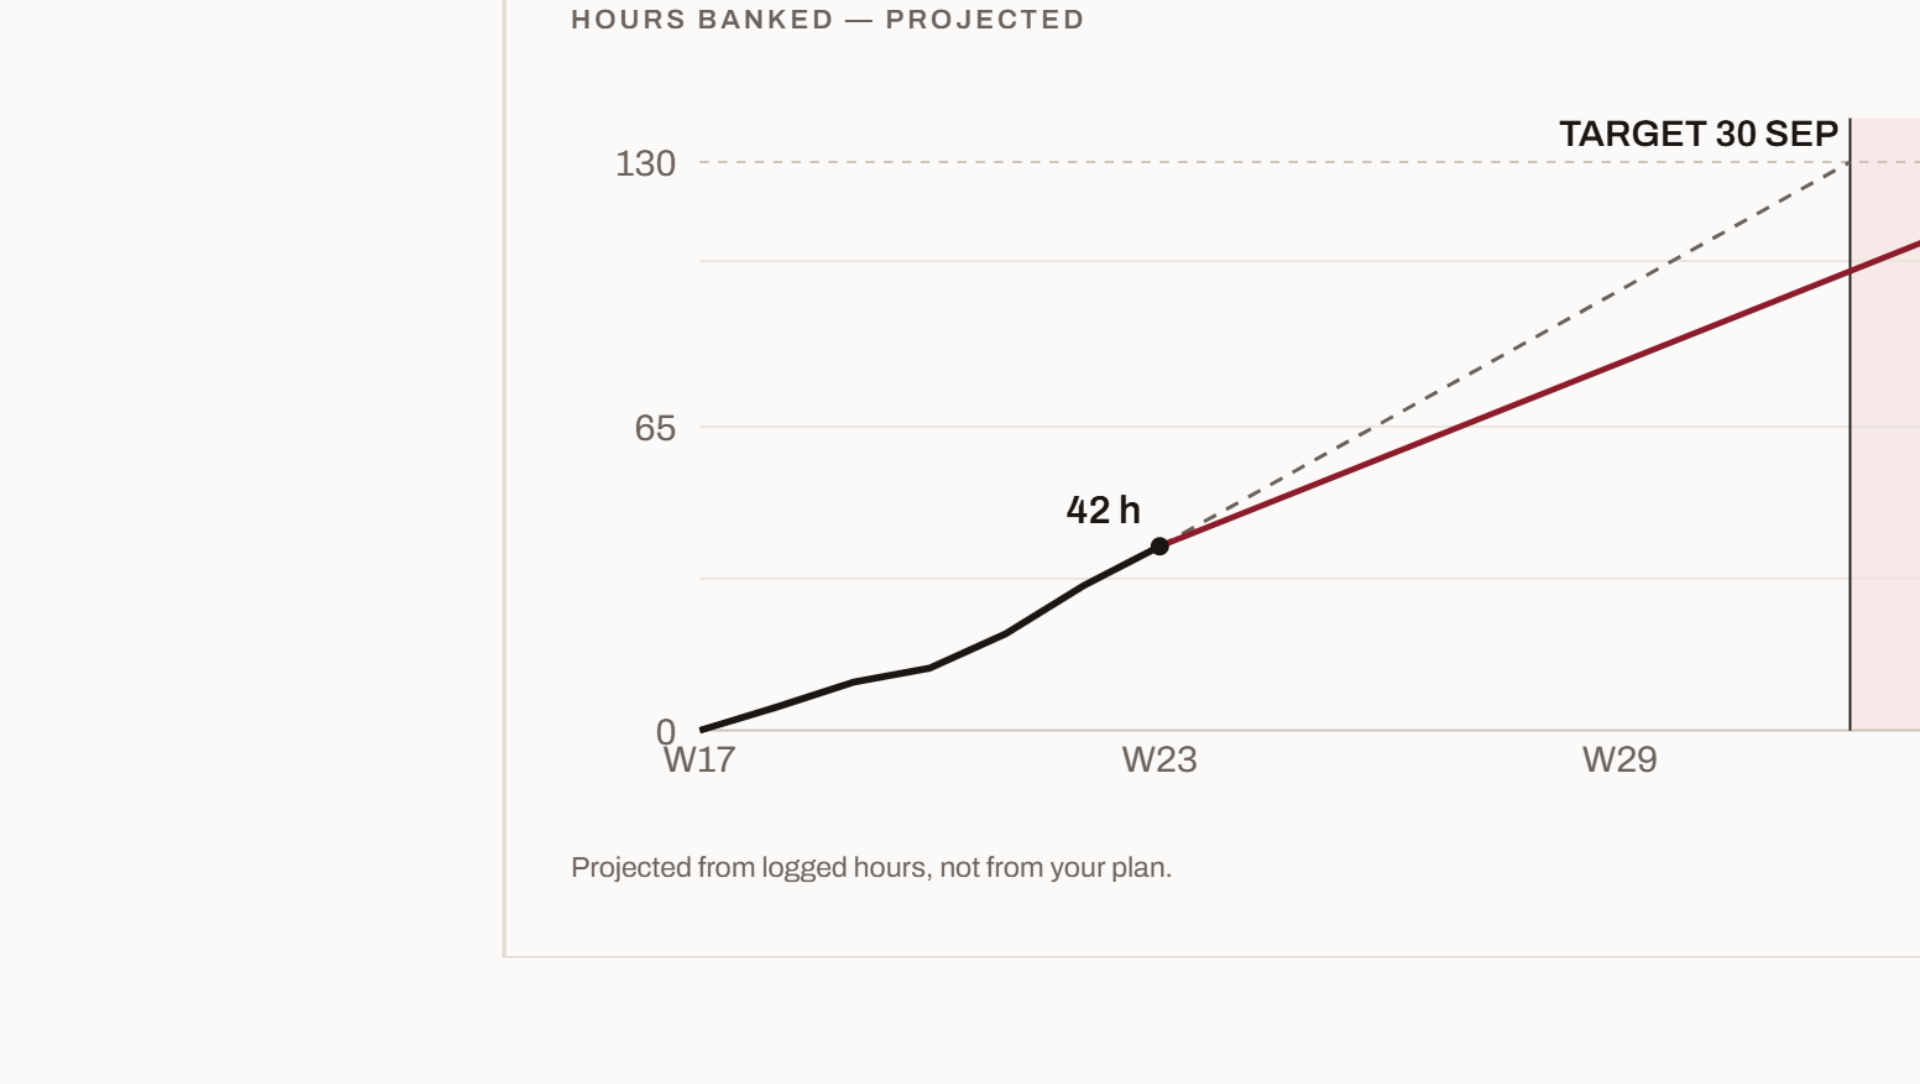 HOURS BANKED — PROJECTED
TARGET 30 SEP
130
65
42 h
0
W17
W23
W29
Projected from logged hours, not from your plan.